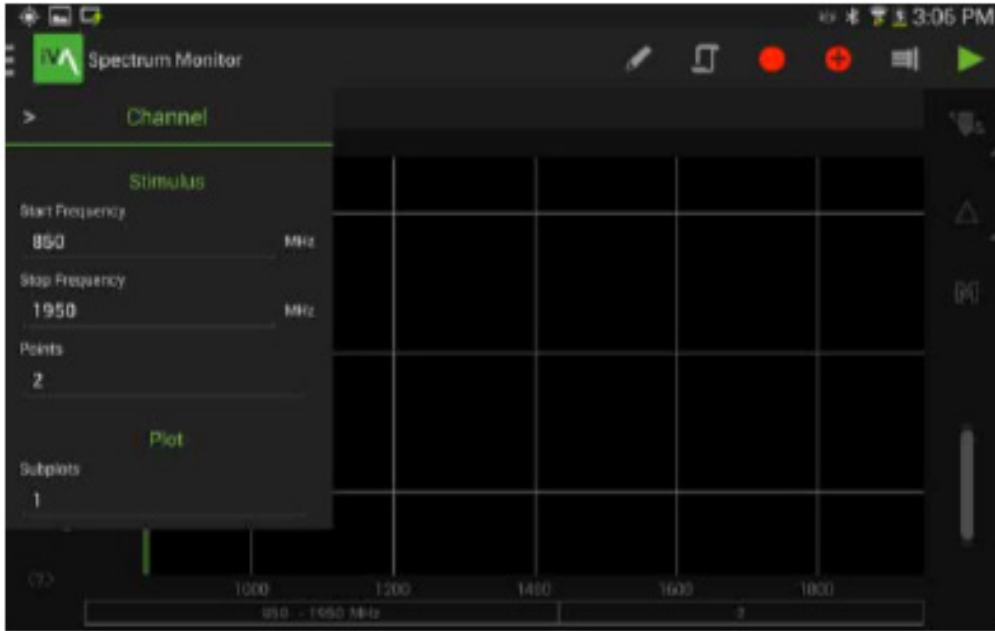 3:06 PM
iVA Spectrum Monitor
> Channel
Stimulus
Start Frequency
850 MHz
Stop Frequency
1950 MHz
Points
2
Plot
Subplots
1
1000 1200 1400 1600 1800
850 - 1950 MHz 2